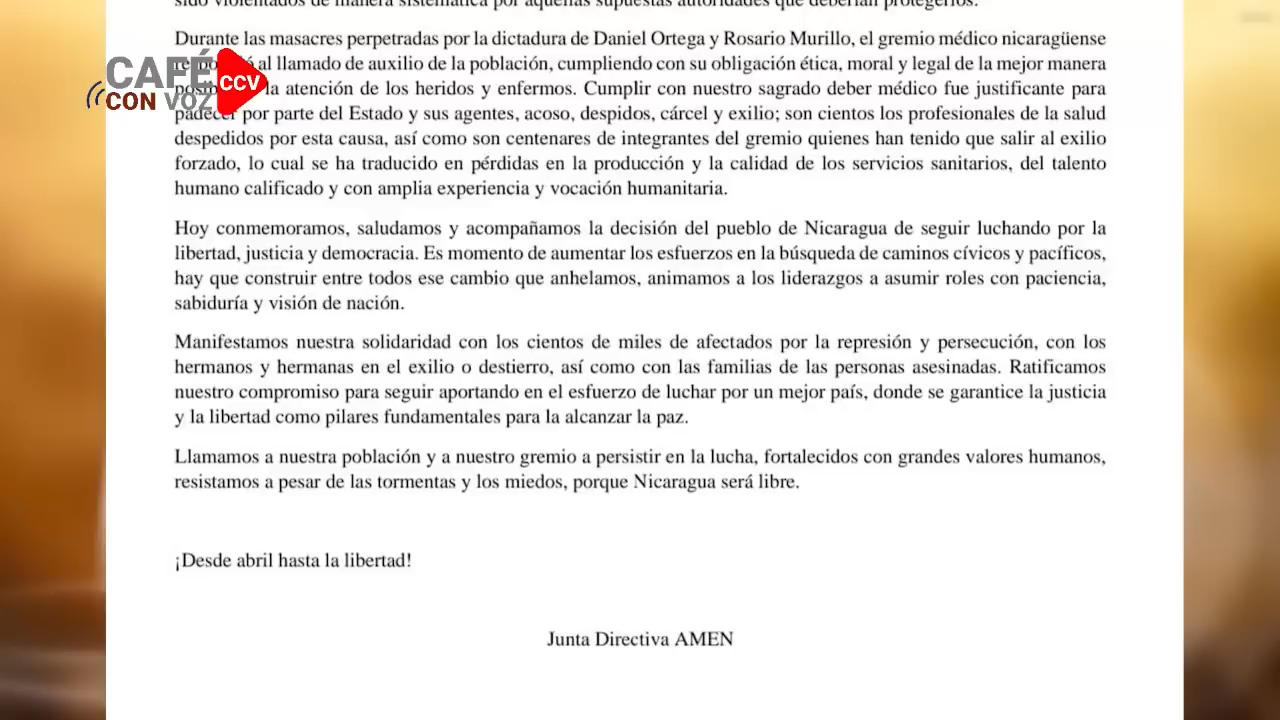 sido violentados de manera sistemática por aquellas supuestas autoridades que deberían protegerlos.
Durante las masacres perpetradas por la dictadura de Daniel Ortega y Rosario Murillo, el gremio médico nicaragüense
al llamado de auxilio de la población, cumpliendo con su obligación ética, moral y legal de la mejor manera
la atención de los heridos y enfermos. Cumplir con nuestro sagrado deber médico fue justificante para
padecer por parte del Estado y sus agentes, acoso, despidos, cárcel y exilio; son cientos los profesionales de la salud
despedidos por esta causa, así como son centenares de integrantes del gremio quienes han tenido que salir al exilio
forzado, lo cual se ha traducido en pérdidas en la producción y la calidad de los servicios sanitarios, del talento
humano calificado y con amplia experiencia y vocación humanitaria.
Hoy conmemoramos, saludamos y acompañamos la decisión del pueblo de Nicaragua de seguir luchando por la
libertad, justicia y democracia. Es momento de aumentar los esfuerzos en la búsqueda de caminos cívicos y pacíficos,
hay que construir entre todos ese cambio que anhelamos, animamos a los liderazgos a asumir roles con paciencia,
sabiduría y visión de nación.
Manifestamos nuestra solidaridad con los cientos de miles de afectados por la represión y persecución, con los
hermanos y hermanas en el exilio o destierro, así como con las familias de las personas asesinadas. Ratificamos
nuestro compromiso para seguir aportando en el esfuerzo de luchar por un mejor país, donde se garantice la justicia
y la libertad como pilares fundamentales para la alcanzar la paz.
Llamamos a nuestra población y a nuestro gremio a persistir en la lucha, fortalecidos con grandes valores humanos,
resistamos a pesar de las tormentas y los miedos, porque Nicaragua será libre.
¡Desde abril hasta la libertad!
Junta Directiva AMEN
CAFÉ
CON VOZ
CCV